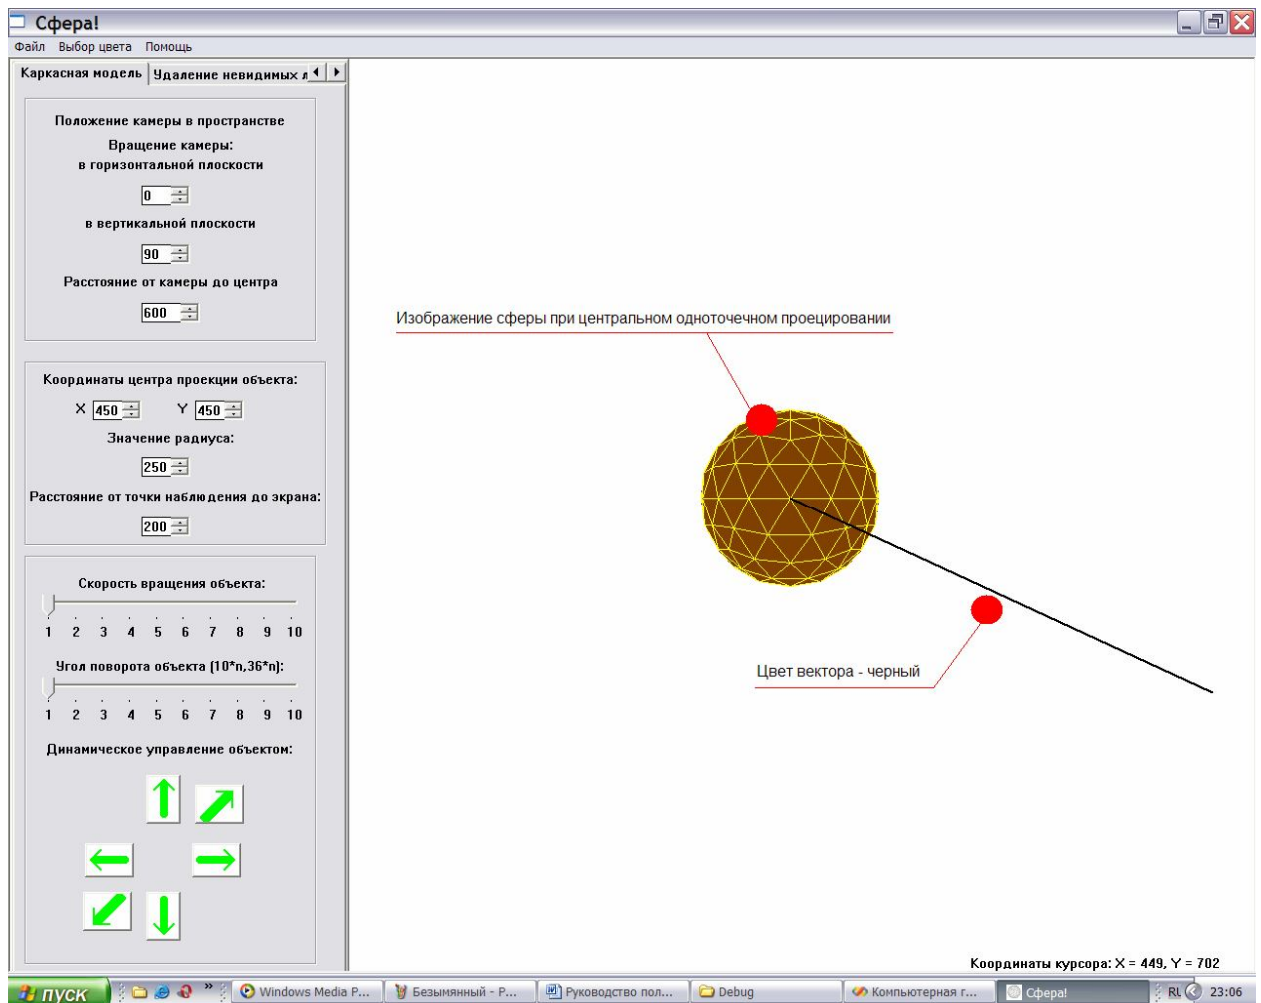 Сфера!
Файл Выбор цвета Помощь
Каркасная модель Удаление невидимых л
Положение камеры в пространстве
Вращение камеры:
в горизонтальной плоскости
0
в вертикальной плоскости
90
Расстояние от камеры до центра
600
Координаты центра проекции объекта:
X 450 Y 450
Значение радиуса:
250
Расстояние от точки наблюдения до экрана:
200
Скорость вращения объекта:
1 2 3 4 5 6 7 8 9 10
Угол поворота объекта (10*n,36*n):
1 2 3 4 5 6 7 8 9 10
Динамическое управление объектом:
Изображение сферы при центральном одноточечном проецировании
Цвет вектора - черный
Координаты курсора: X = 449, Y = 702
пуск » Windows Media P... Безымянный - P... Руководство пол... Debug Компьютерная г... Сфера! RL 23:06